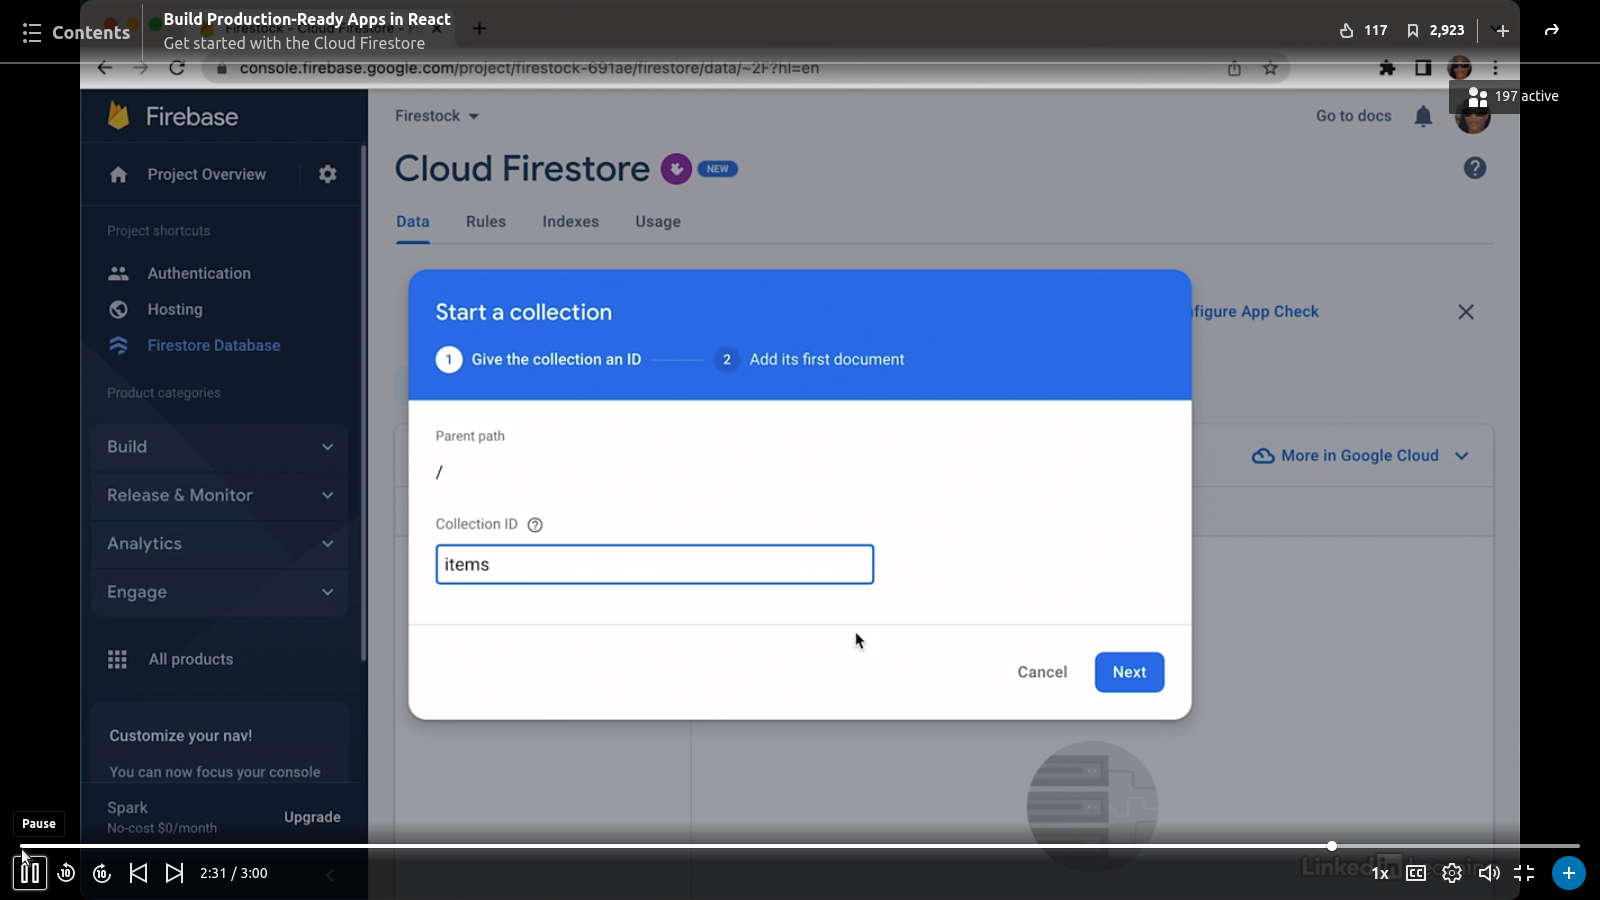 Contents
Build Production-Ready Apps in React
Get started with the Cloud Firestore
117
2,923
console.firebase.google.com/project/firestock-691ae/firestore/data/~2F?hl=en
197 active
Firebase
Firestock
Go to docs
Project Overview
Cloud Firestore
NEW
Data
Rules
Indexes
Usage
Project shortcuts
Authentication
Hosting
Firestore Database
Product categories
Build
Release & Monitor
Analytics
Engage
All products
Customize your nav!
You can now focus your console
Spark
No-cost $0/month
Upgrade
Start a collection
1 Give the collection an ID
2 Add its first document
figure App Check
Parent path
/
Collection ID
items
Cancel
Next
More in Google Cloud
Pause
10
10
2:31 / 3:00
1x
CC